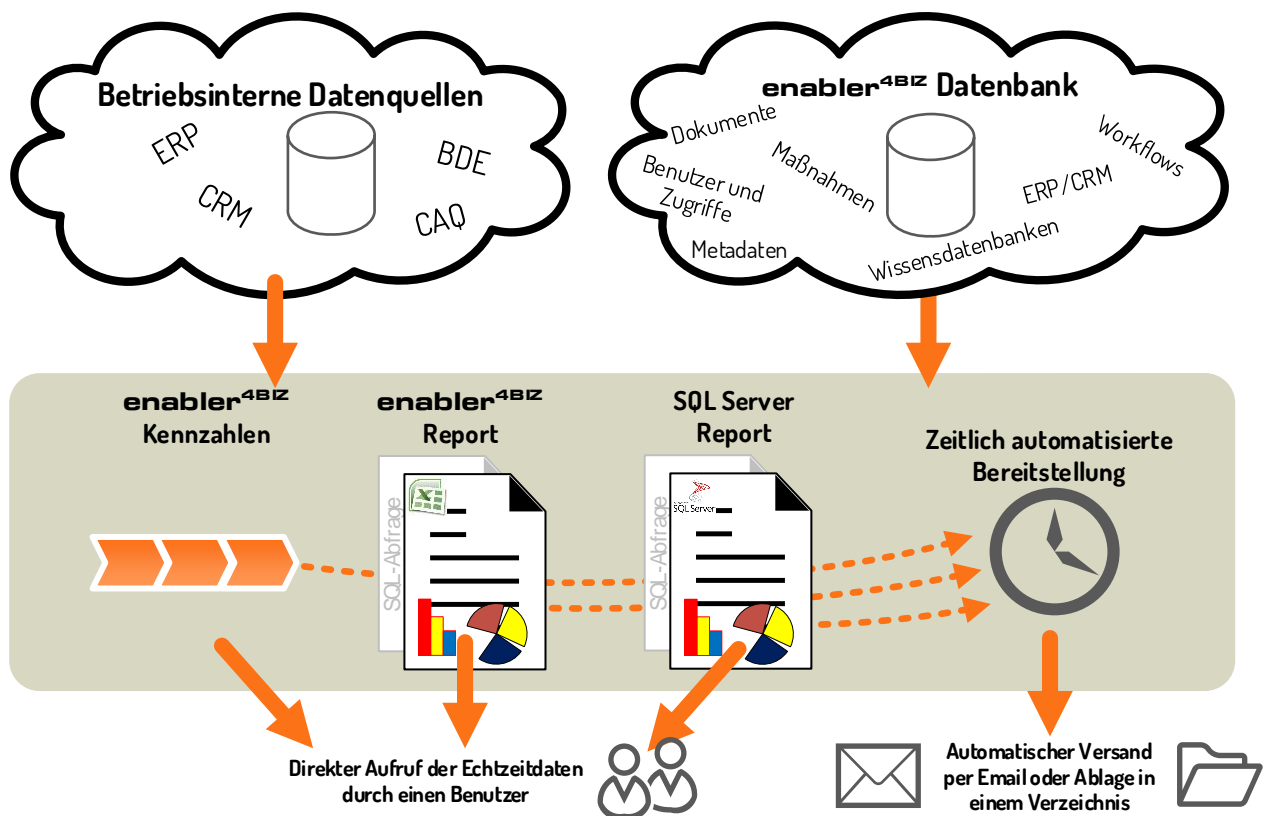 Betriebsinterne Datenquellen
ERP
CRM
BDE
CAQ
enabler4BIZ Datenbank
Dokumente
Maßnahmen
Workflows
Benutzer und
Zugriffe
ERP/CRM
Metadaten
Wissensdatenbanken
enabler4BIZ
Kennzahlen
enabler4BIZ
Report
SQL Server
Report
Zeitlich automatisierte
Bereitstellung
SQL-Abfrage
X
SQL-Abfrage
SQL Server
Direkter Aufruf der Echtzeitdaten
durch einen Benutzer
Automatischer Versand
per Email oder Ablage in
einem Verzeichnis